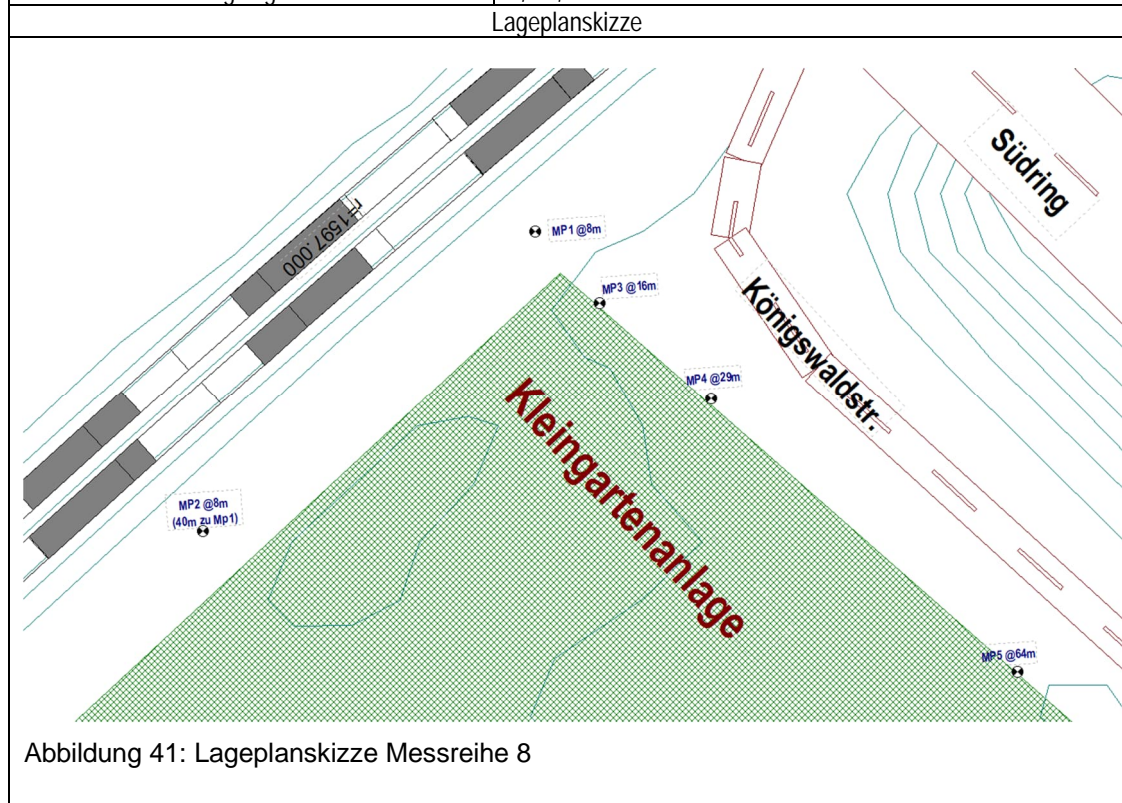 Lageplanskizze
Südring
1597.000
MP1 @8m
MP3 @16m
Königswaldstr.
MP4 @29m
Kleingartenanlage
MP2 @8m
(40m zu Mp1)
MP5 @64m
Abbildung 41: Lageplanskizze Messreihe 8